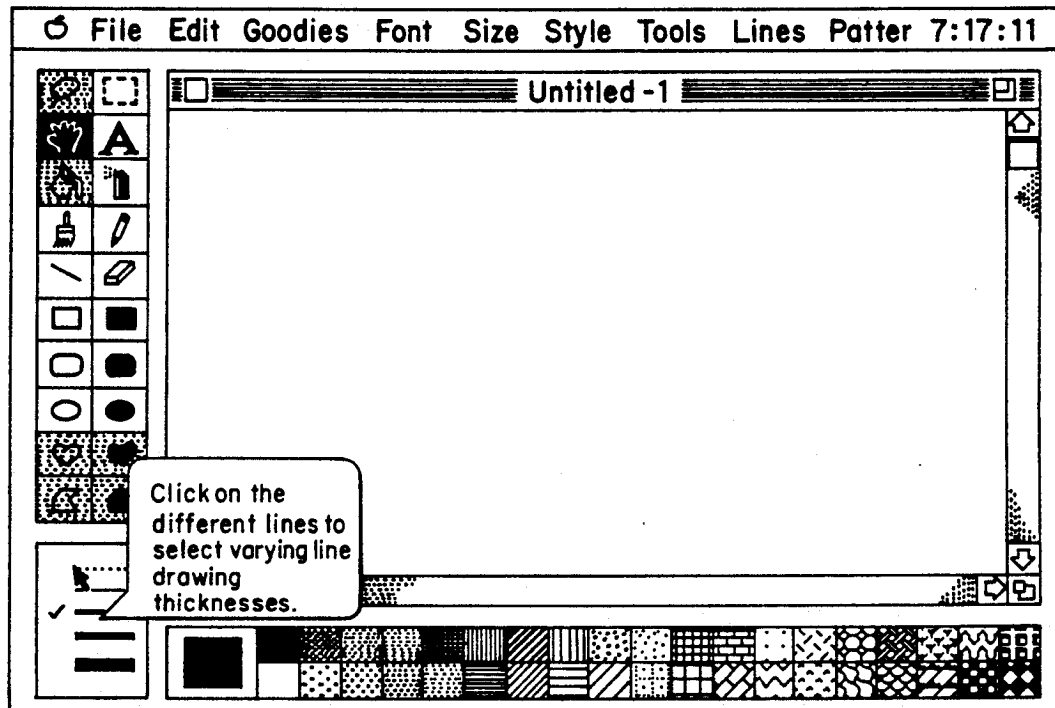 File Edit Goodies Font Size Style Tools Lines Patter 7:17:11
Untitled-1
A
Click on the
different lines to
select varying line
drawing
thicknesses.